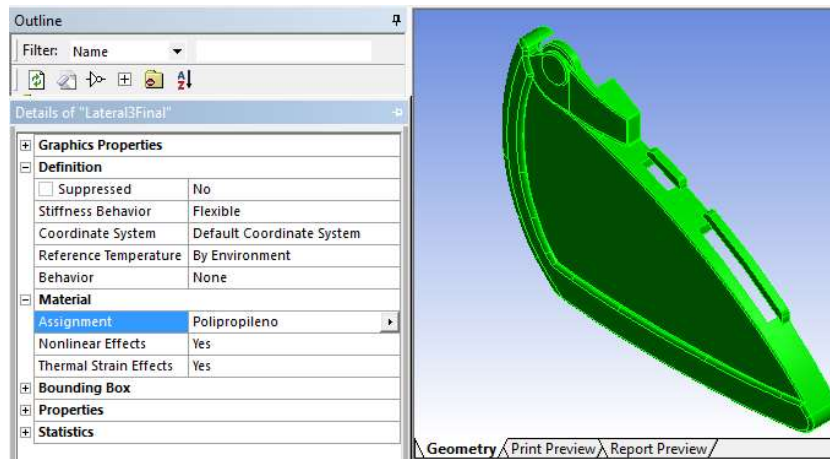 Outline
Filter: Name
Details of "Lateral3Final"
Graphics Properties
Definition
Suppressed No
Stiffness Behavior Flexible
Coordinate System Default Coordinate System
Reference Temperature By Environment
Behavior None
Material
Assignment Polipropileno
Nonlinear Effects Yes
Thermal Strain Effects Yes
Bounding Box
Properties
Statistics
Geometry Print Preview Report Preview